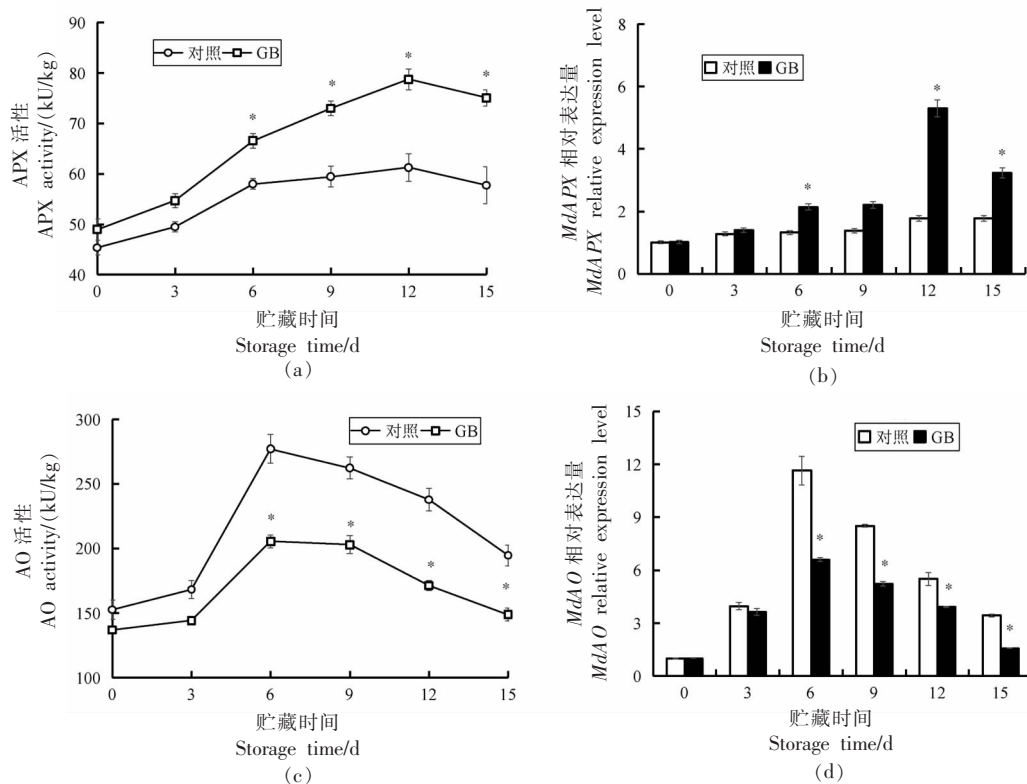 APX 活性
APX activity/(kU/kg)
90
80
70
60
50
40
对照
GB
*
*
*
*
0
3
6
9
12
15
贮藏时间
Storage time/d
(a)
MdAPX 相对表达量
MdAPX relative expression level
8
6
4
2
0
对照
GB
*
*
*
0
3
6
9
12
15
贮藏时间
Storage time/d
(b)
AO 活性
AO activity/(kU/kg)
300
250
200
150
100
对照
GB
*
*
*
*
0
3
6
9
12
15
贮藏时间
Storage time/d
(c)
MdAO 相对表达量
MdAO relative expression level
15
12
9
6
3
0
对照
GB
*
*
*
*
0
3
6
9
12
15
贮藏时间
Storage time/d
(d)